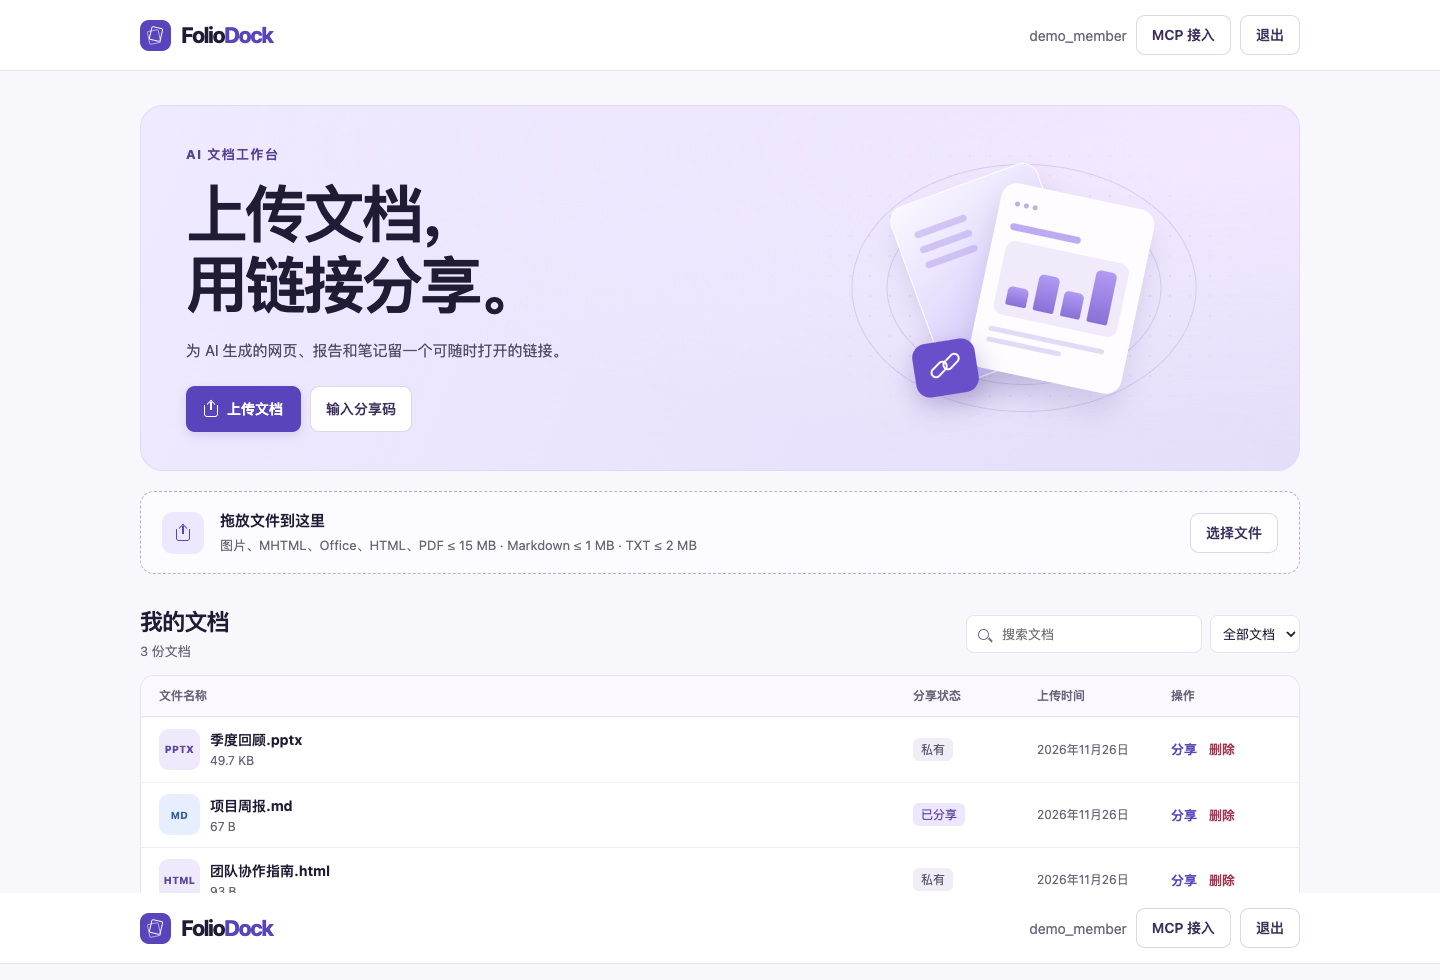 FolioDock
demo_member
MCP 接入
退出
AI 文档工作台
上传文档，
用链接分享。
为 AI 生成的网页、报告和笔记留一个可随时打开的链接。
上传文档
输入分享码
拖放文件到这里
图片、MHTML、Office、HTML、PDF ≤ 15 MB · Markdown ≤ 1 MB · TXT ≤ 2 MB
选择文件
我的文档
3 份文档
搜索文档
全部文档
文件名称 分享状态 上传时间 操作
PPTX 季度回顾.pptx 私有 2026年11月26日 分享 删除
49.7 KB
MD 项目周报.md 已分享 2026年11月26日 分享 删除
67 B
HTML 团队协作指南.html 私有 2026年11月26日 分享 删除
93 B
FolioDock
demo_member
MCP 接入
退出